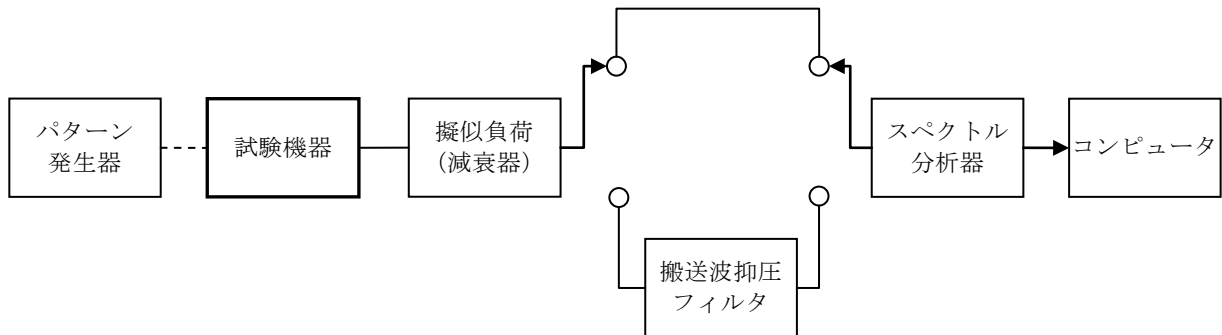 パターン
発生器
試験機器
擬似負荷
(減衰器)
スペクトル
分析器
コンピュータ
搬送波抑圧
フィルタ